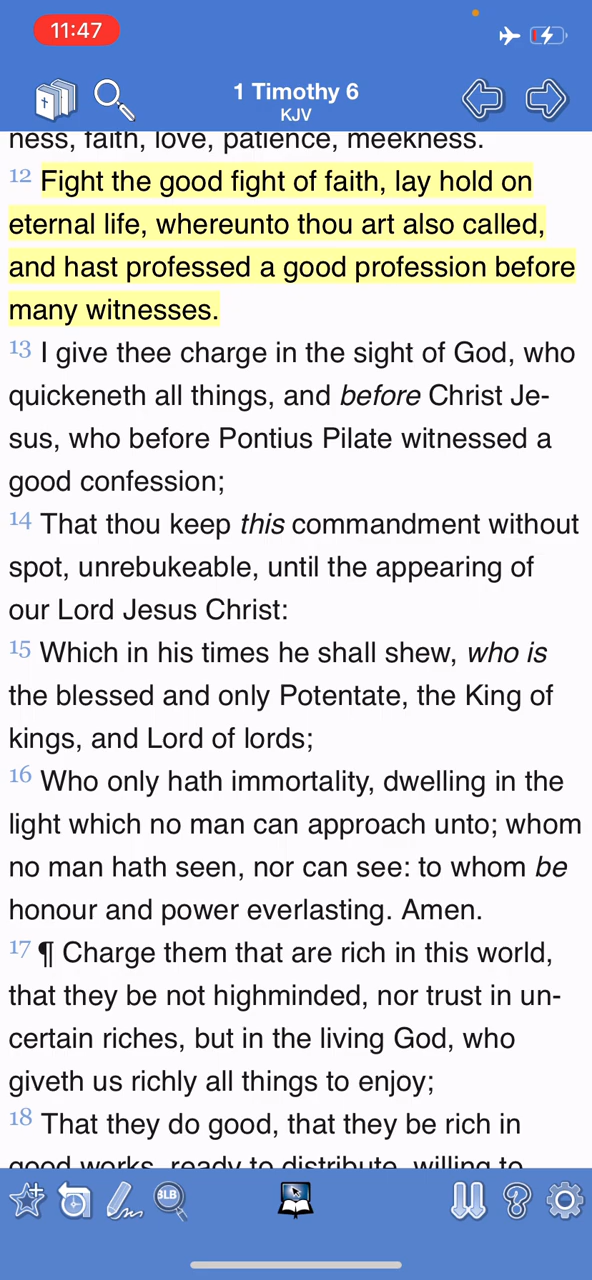 11:47
1 Timothy 6
KJV
ness, faith, love, patience, meekness.
12 Fight the good fight of faith, lay hold on
eternal life, whereunto thou art also called,
and hast professed a good profession before
many witnesses.
13 I give thee charge in the sight of God, who
quickeneth all things, and before Christ Je-
sus, who before Pontius Pilate witnessed a
good confession;
14 That thou keep this commandment without
spot, unrebukeable, until the appearing of
our Lord Jesus Christ:
15 Which in his times he shall shew, who is
the blessed and only Potentate, the King of
kings, and Lord of lords;
16 Who only hath immortality, dwelling in the
light which no man can approach unto; whom
no man hath seen, nor can see: to whom be
honour and power everlasting. Amen.
17 ¶ Charge them that are rich in this world,
that they be not highminded, nor trust in un-
certain riches, but in the living God, who
giveth us richly all things to enjoy;
18 That they do good, that they be rich in
good works, ready to distribute, willing to
BLB